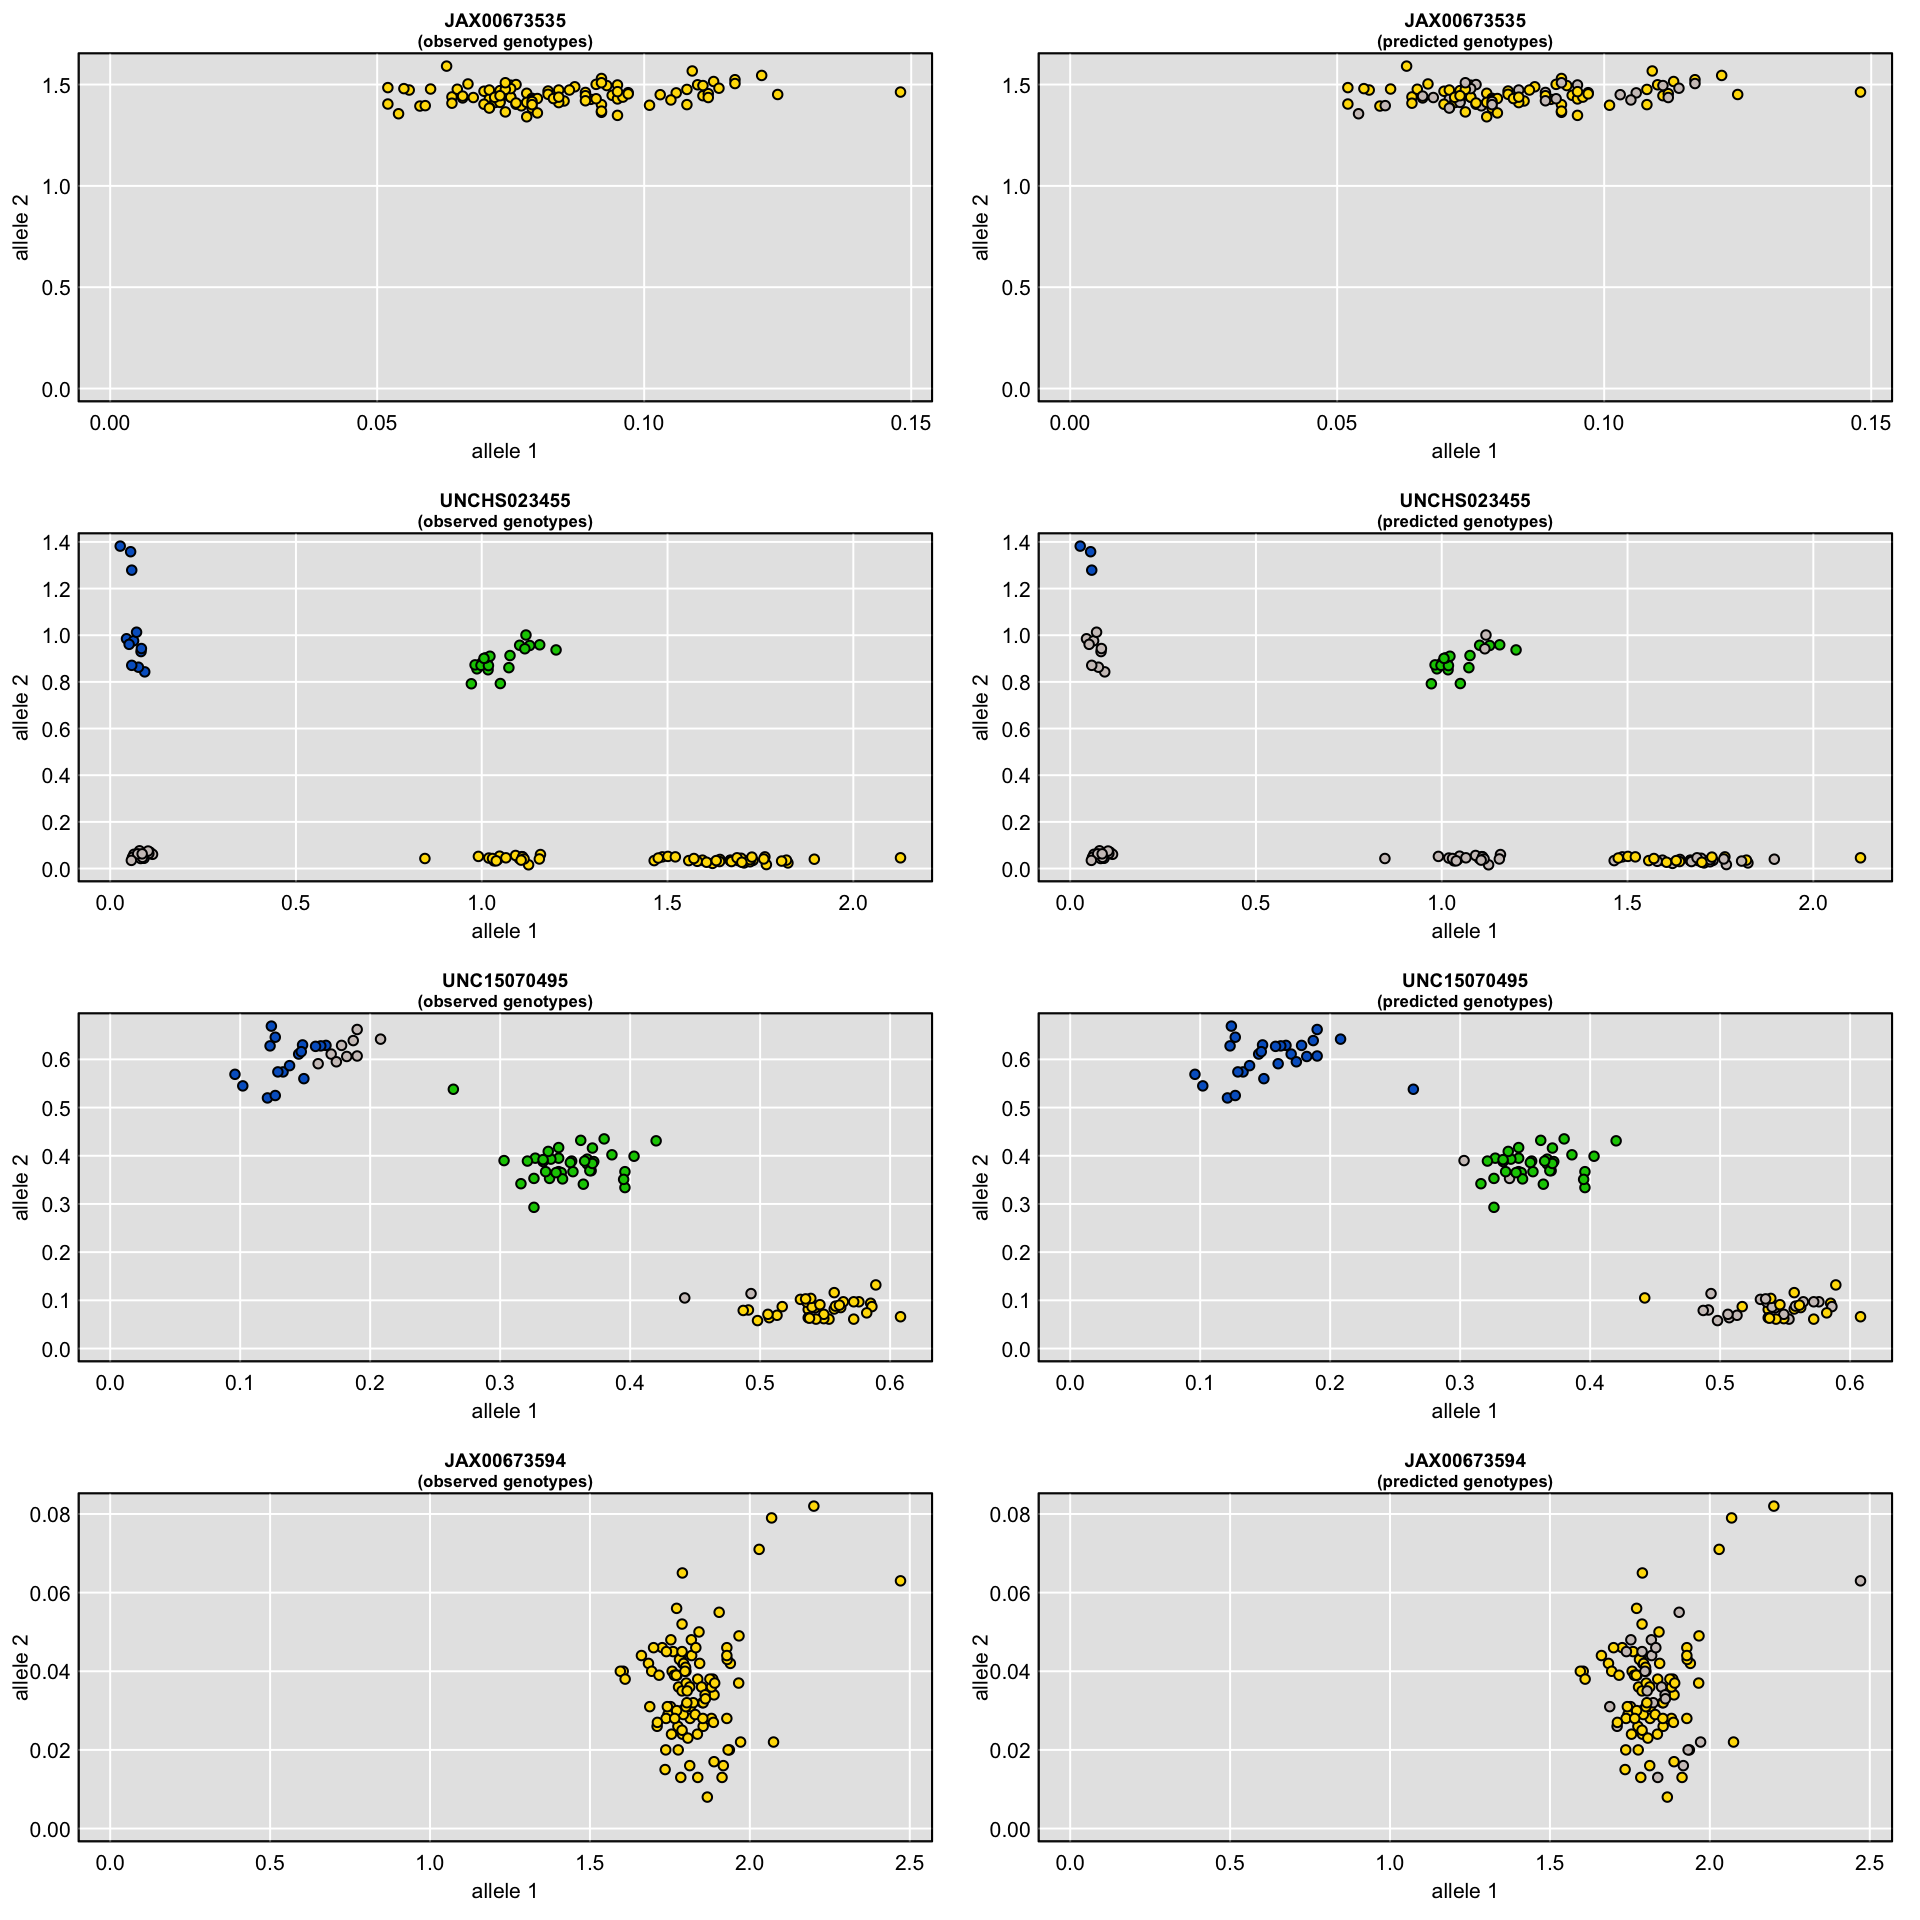 JAX00673535
(observed genotypes)
1.5
1.0
0.5
0.0
allele 2
0.00 0.05 0.10 0.15
allele 1
JAX00673535
(predicted genotypes)
1.5
1.0
0.5
0.0
allele 2
0.00 0.05 0.10 0.15
allele 1
UNCHS023455
(observed genotypes)
1.4
1.2
1.0
0.8
0.6
0.4
0.2
0.0
allele 2
0.0 0.5 1.0 1.5 2.0
allele 1
UNCHS023455
(predicted genotypes)
1.4
1.2
1.0
0.8
0.6
0.4
0.2
0.0
allele 2
0.0 0.5 1.0 1.5 2.0
allele 1
UNC15070495
(observed genotypes)
0.6
0.5
0.4
0.3
0.2
0.1
0.0
allele 2
0.0 0.1 0.2 0.3 0.4 0.5 0.6
allele 1
UNC15070495
(predicted genotypes)
0.6
0.5
0.4
0.3
0.2
0.1
0.0
allele 2
0.0 0.1 0.2 0.3 0.4 0.5 0.6
allele 1
JAX00673594
(observed genotypes)
0.08
0.06
0.04
0.02
0.00
allele 2
0.0 0.5 1.0 1.5 2.0 2.5
allele 1
JAX00673594
(predicted genotypes)
0.08
0.06
0.04
0.02
0.00
allele 2
0.0 0.5 1.0 1.5 2.0 2.5
allele 1